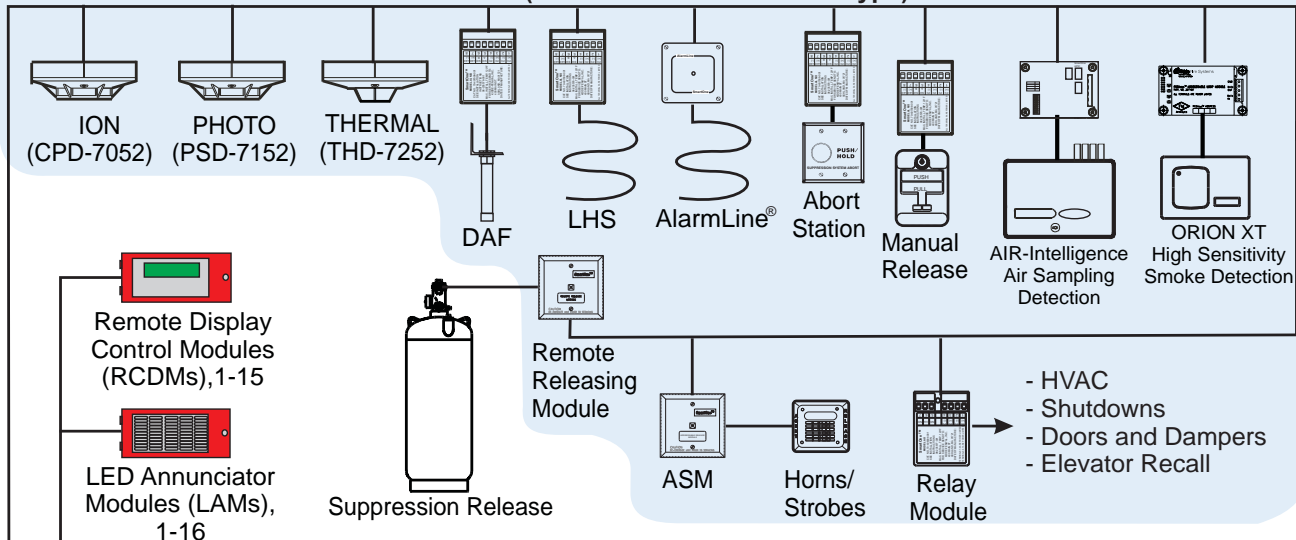 ION
(CPD-7052)
PHOTO
(PSD-7152)
THERMAL
(THD-7252)
DAF
LHS
AlarmLine®
PUSH/
HOLD
SUPPRESSION SYSTEM ABORT
Abort
Station
PUSH
PULL
Manual
Release
AIR-Intelligence
Air Sampling
Detection
ORION XT
High Sensitivity
Smoke Detection
Remote Display
Control Modules
(RCDMs),1-15
LED Annunciator
Modules (LAMs),
1-16
Suppression Release
Remote
Releasing
Module
ASM
Horns/
Strobes
Relay
Module
- HVAC
- Shutdowns
- Doors and Dampers
- Elevator Recall